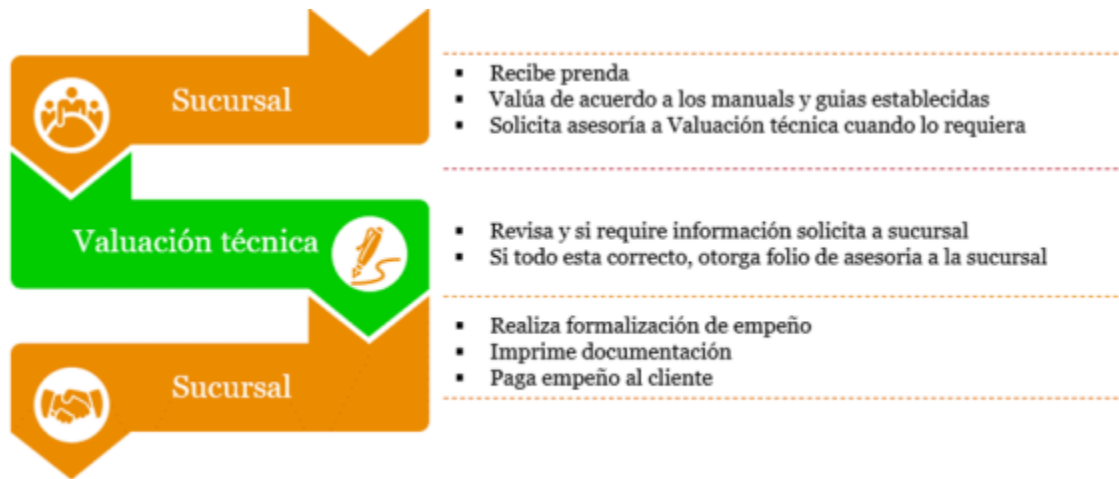 Sucursal
▪ Recibe prenda
▪ Valúa de acuerdo a los manuals y guias establecidas
▪ Solicita asesoría a Valuación técnica cuando lo requiera
Valuación técnica
▪ Revisa y si require información solicita a sucursal
▪ Si todo esta correcto, otorga folio de asesoria a la sucursal
Sucursal
▪ Realiza formalización de empeño
▪ Imprime documentación
▪ Paga empeño al cliente